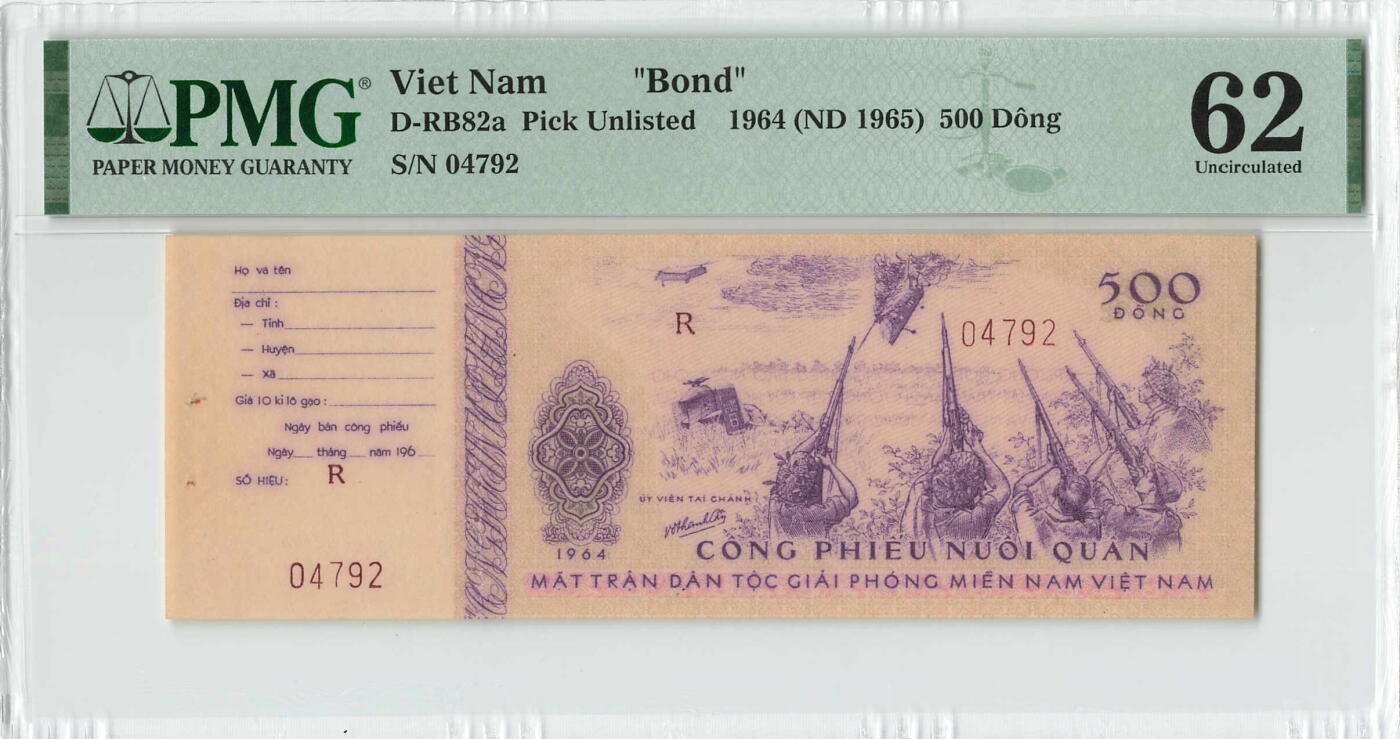 PMG®
PAPER MONEY GUARANTY
Viet Nam "Bond"
D-RB82a Pick Unlisted 1964 (ND 1965) 500 Dông
S/N 04792
62
Uncirculated
Họ và tên
Địa chỉ :
— Tỉnh
— Huyện
— Xã
Giá 10 kí lô gạo :
Ngày bán công phiếu
Ngày tháng năm 196
SỐ HIỆU: R
04792
500
ĐỒNG
R
04792
ỦY VIÊN TÀI CHÁNH
1964
CÔNG PHIẾU NUÔI QUÂN
MẶT TRẬN DÂN TỘC GIẢI PHÓNG MIỀN NAM VIỆT NAM